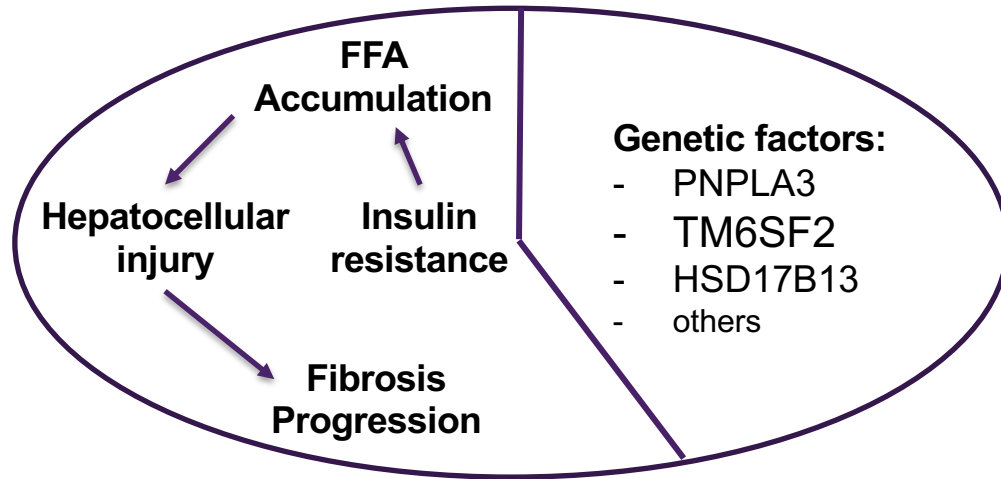 FFA
Accumulation
Hepatocellular
injury
Insulin
resistance
Fibrosis
Progression
Genetic factors:
- PNPLA3
- TM6SF2
- HSD17B13
- others